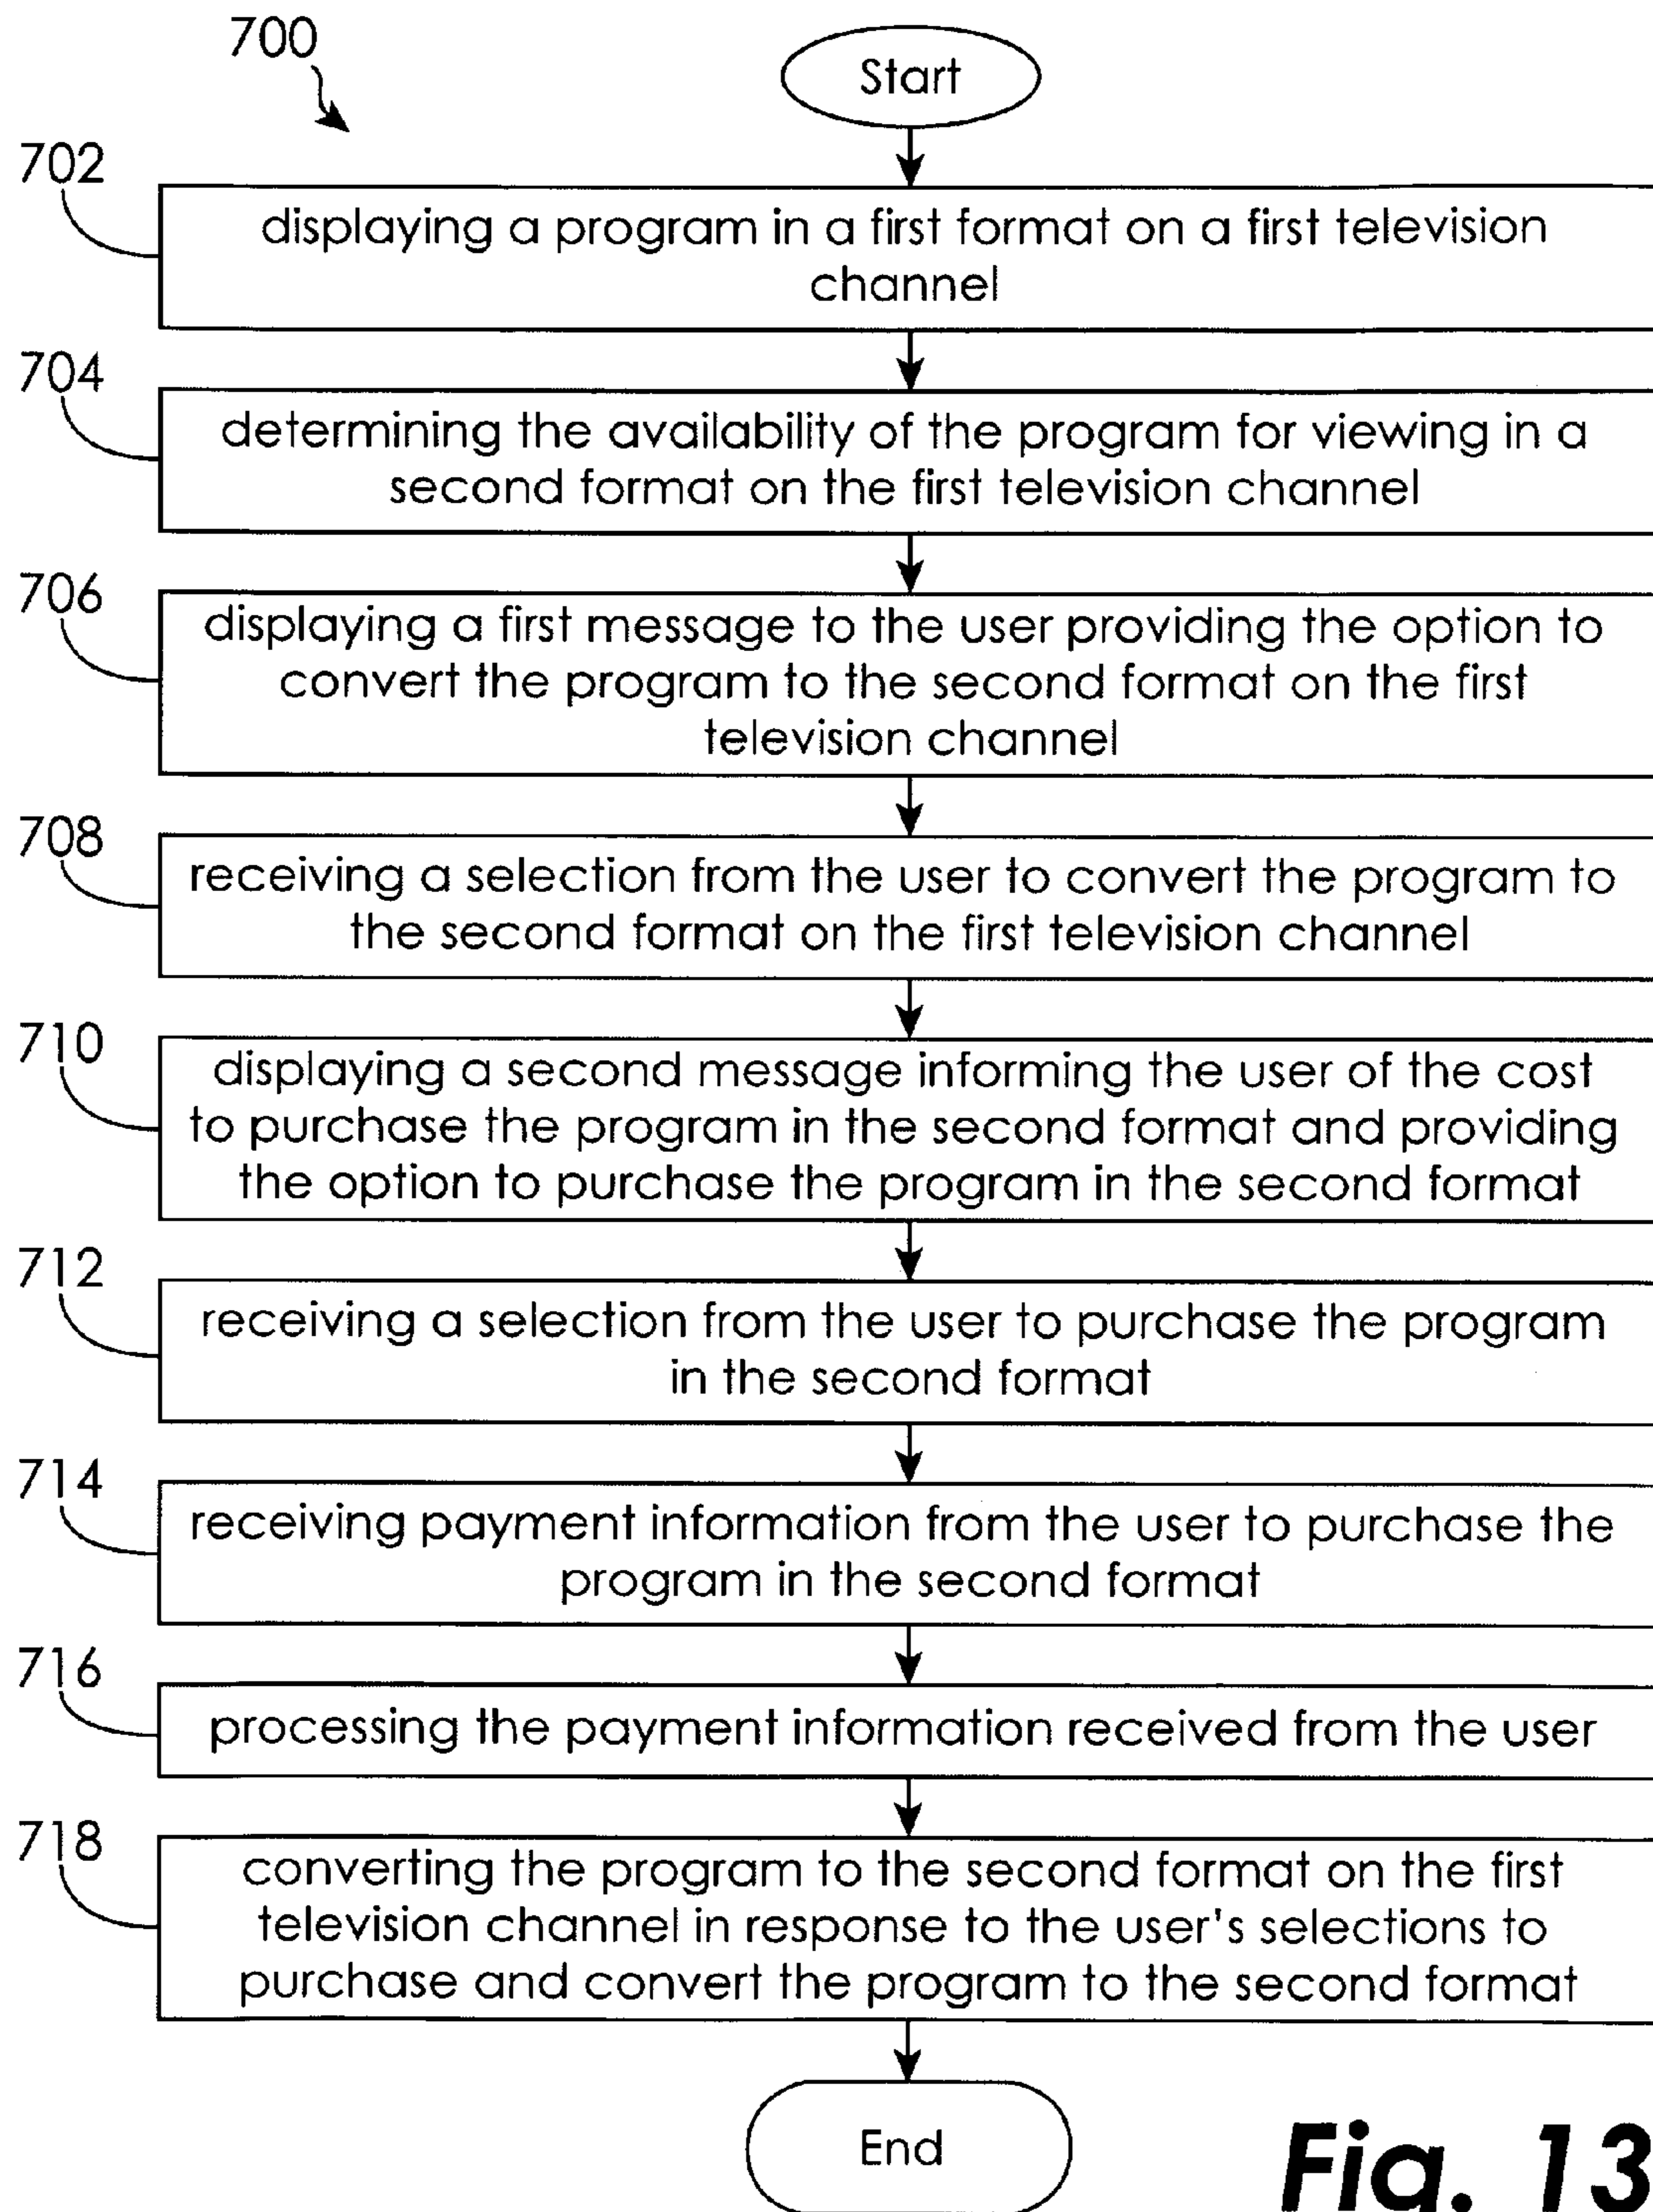 700
Start
702
displaying a program in a first format on a first television
channel
704
determining the availability of the program for viewing in a
second format on the first television channel
706
displaying a first message to the user providing the option to
convert the program to the second format on the first
television channel
708
receiving a selection from the user to convert the program to
the second format on the first television channel
710
displaying a second message informing the user of the cost
to purchase the program in the second format and providing
the option to purchase the program in the second format
712
receiving a selection from the user to purchase the program
in the second format
714
receiving payment information from the user to purchase the
program in the second format
716
processing the payment information received from the user
718
converting the program to the second format on the first
television channel in response to the user's selections to
purchase and convert the program to the second format
End
Fig. 13